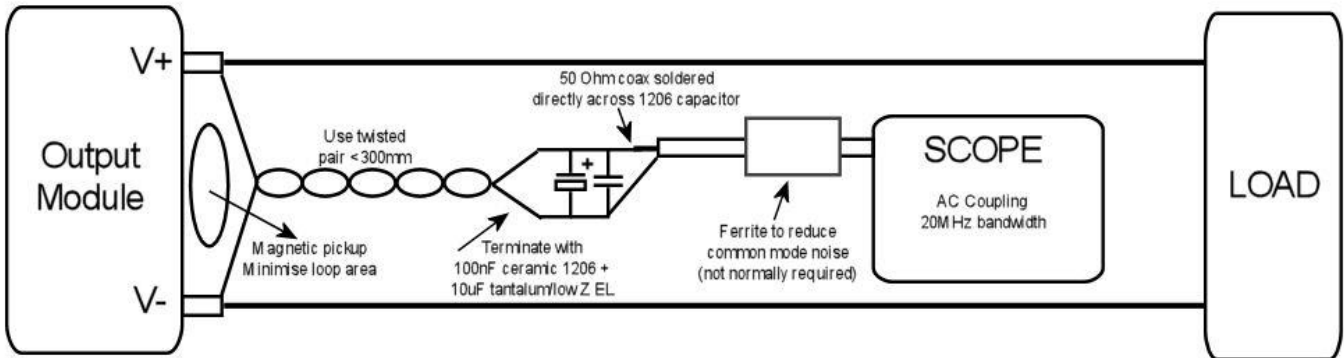 V+
Output
Module
V-
Magnetic pickup
Minimise loop area
Use twisted
pair <300mm
50 Ohm coax soldered
directly across 1206 capacitor
+
Terminate with
100nF ceramic 1206 +
10uF tantalum/low Z EL
Ferrite to reduce
common mode noise
(not normally required)
SCOPE
AC Coupling
20MHz bandwidth
LOAD